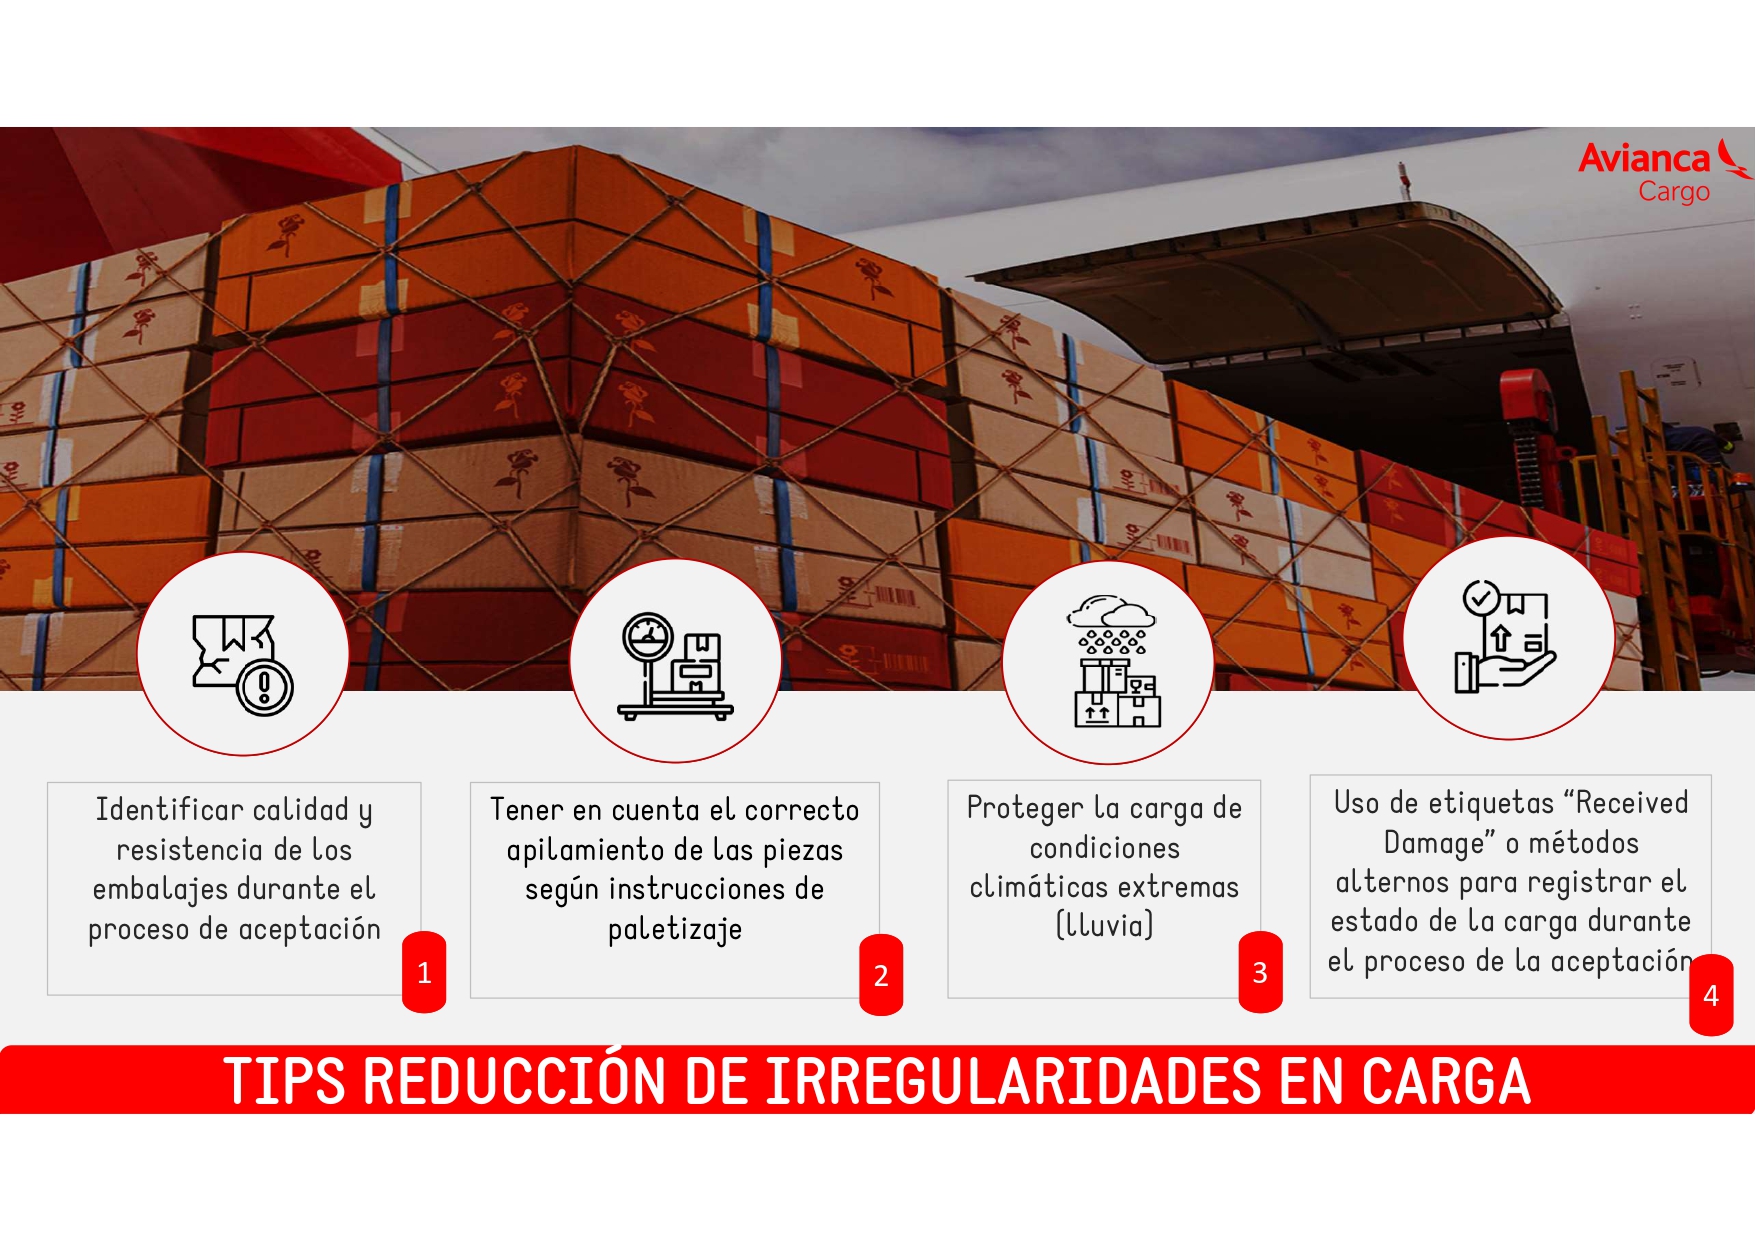 Avianca
Cargo
Identificar calidad y
resistencia de los
embalajes durante el
proceso de aceptación
1
Tener en cuenta el correcto
apilamiento de las piezas
según instrucciones de
paletizaje
2
Proteger la carga de
condiciones
climáticas extremas
(lluvia)
3
Uso de etiquetas “Received
Damage” o métodos
alternos para registrar el
estado de la carga durante
el proceso de la aceptación
4
TIPS REDUCCIÓN DE IRREGULARIDADES EN CARGA